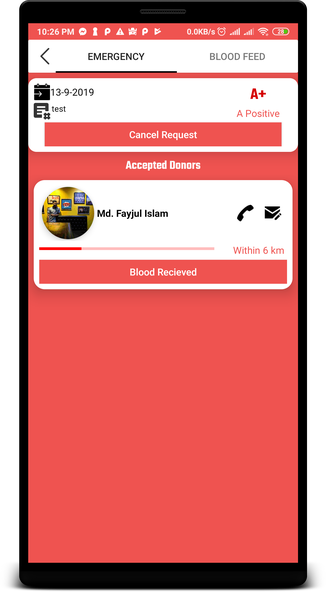 10:26 PM 0.0KB/s 25
EMERGENCY BLOOD FEED
13-9-2019 A+
test
A Positive
Cancel Request
Accepted Donors
Md. Fayjul Islam
Within 6 km
Blood Recieved